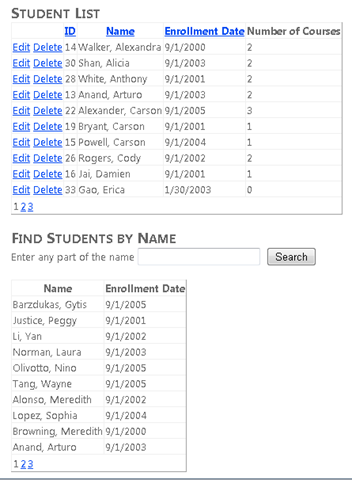 STUDENT LIST
ID Name Enrollment Date Number of Courses
Edit Delete 14 Walker, Alexandra 9/1/2000 2
Edit Delete 30 Shan, Alicia 9/1/2003 2
Edit Delete 28 White, Anthony 9/1/2001 2
Edit Delete 13 Anand, Arturo 9/1/2003 2
Edit Delete 22 Alexander, Carson 9/1/2005 3
Edit Delete 19 Bryant, Carson 9/1/2001 1
Edit Delete 15 Powell, Carson 9/1/2004 1
Edit Delete 26 Rogers, Cody 9/1/2002 2
Edit Delete 16 Jai, Damien 9/1/2001 1
Edit Delete 33 Gao, Erica 1/30/2003 0
1 2 3
FIND STUDENTS BY NAME
Enter any part of the name Search
Name Enrollment Date
Barzdukas, Gytis 9/1/2005
Justice, Peggy 9/1/2001
Li, Yan 9/1/2002
Norman, Laura 9/1/2003
Olivotto, Nino 9/1/2005
Tang, Wayne 9/1/2005
Alonso, Meredith 9/1/2002
Lopez, Sophia 9/1/2004
Browning, Meredith 9/1/2000
Anand, Arturo 9/1/2003
1 2 3